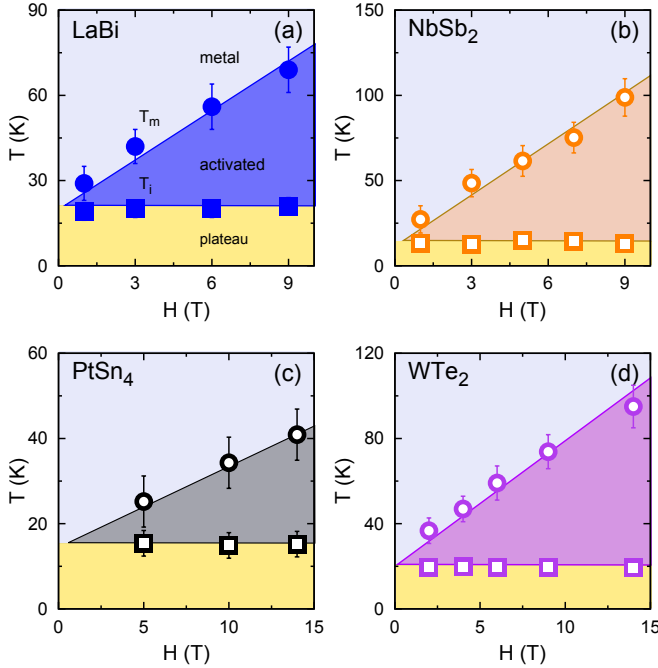 LaBi
(a)
metal
T_m
activated
T_i
plateau
90
60
30
0
T (K)
0
3
6
9
H (T)
NbSb₂
(b)
150
100
50
0
T (K)
0
3
6
9
H (T)
PtSn₄
(c)
60
40
20
0
T (K)
0
5
10
15
H (T)
WTe₂
(d)
120
80
40
0
T (K)
0
5
10
15
H (T)